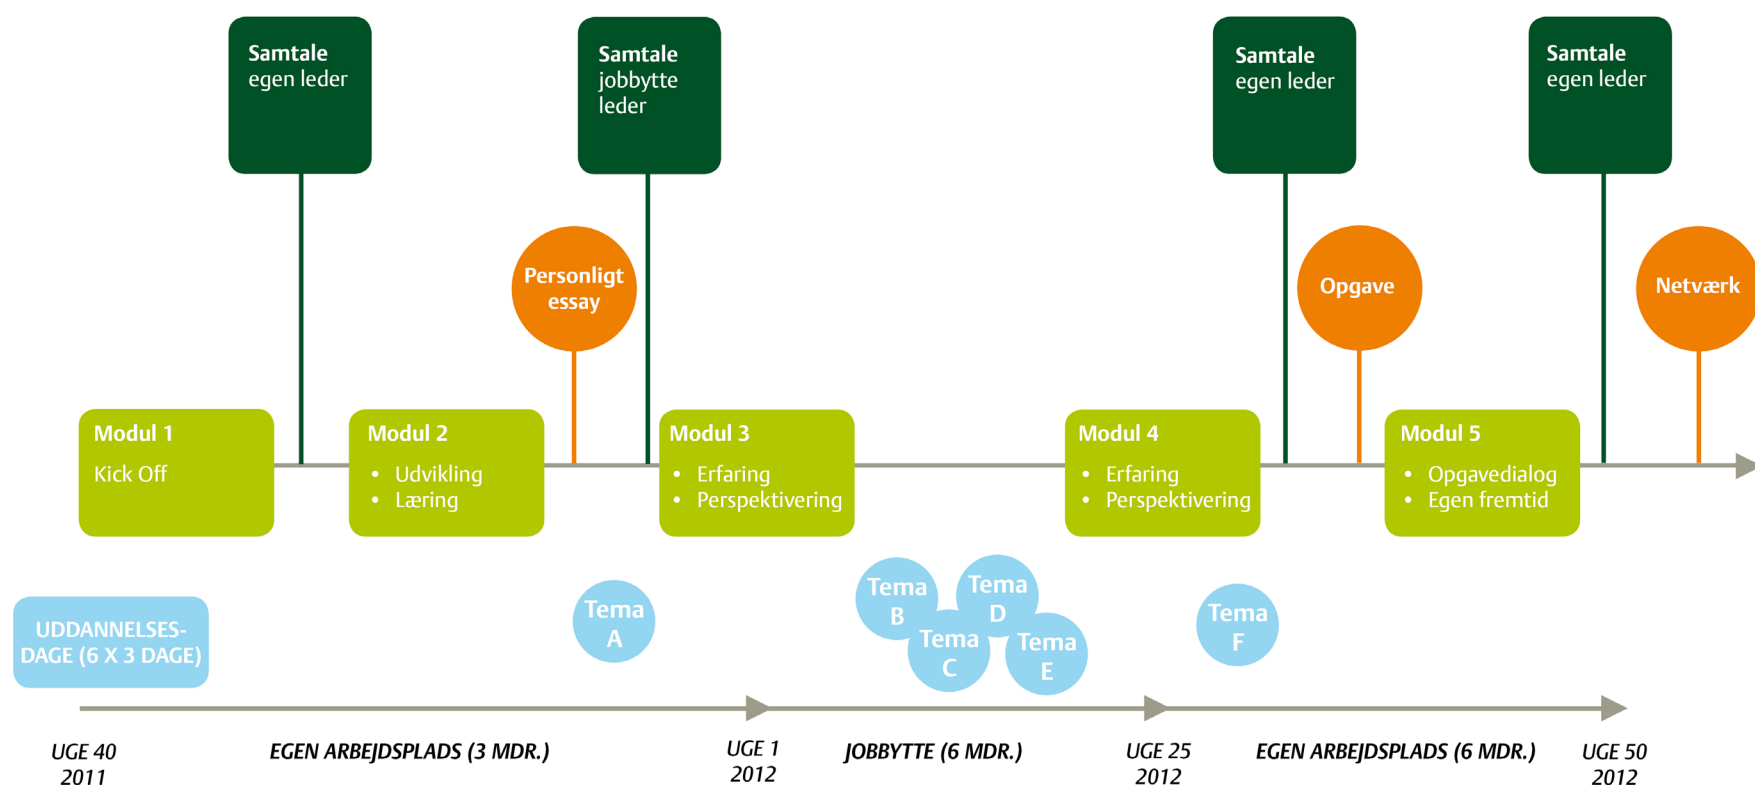 Samtale
egen leder
Samtale
jobbytte
leder
Samtale
egen leder
Samtale
egen leder
Personligt
essay
Opgave
Netværk
Modul 1
Kick Off
Modul 2
• Udvikling
• Læring
Modul 3
• Erfaring
• Perspektivering
Modul 4
• Erfaring
• Perspektivering
Modul 5
• Opgavedialog
• Egen fremtid
UDDANNELSES-
DAGE (6 X 3 DAGE)
Tema
A
Tema
B
Tema
C
Tema
D
Tema
E
Tema
F
UGE 40
2011
EGEN ARBEJDSPLADS (3 MDR.)
UGE 1
2012
JOBBYTTE (6 MDR.)
UGE 25
2012
EGEN ARBEJDSPLADS (6 MDR.)
UGE 50
2012